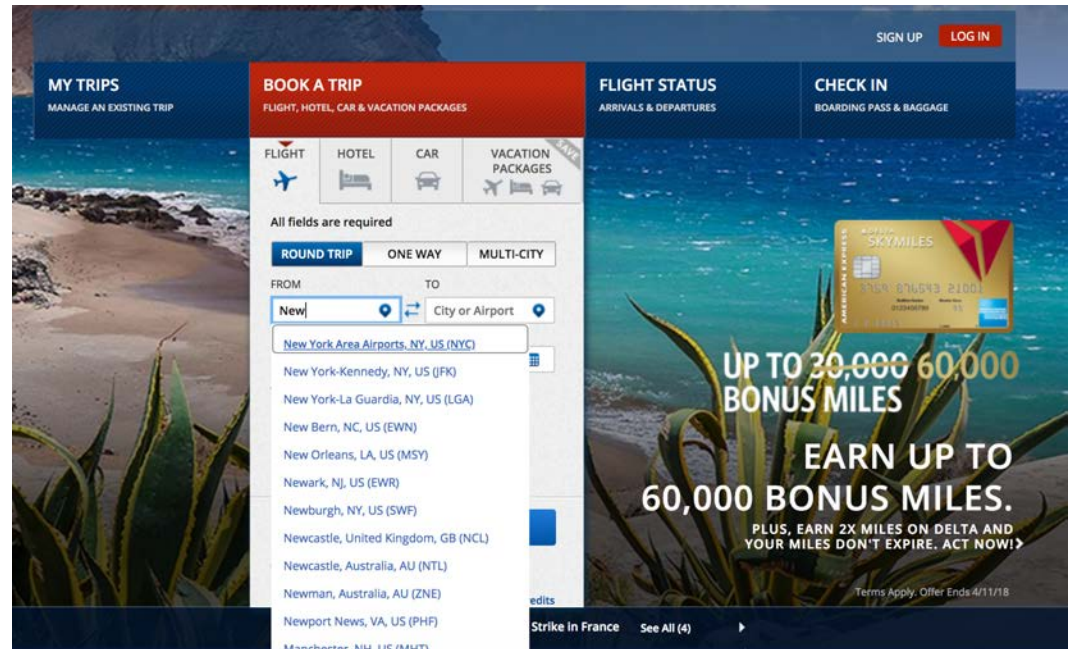 SIGN UP
LOG IN
MY TRIPS
MANAGE AN EXISTING TRIP
BOOK A TRIP
FLIGHT, HOTEL, CAR & VACATION PACKAGES
FLIGHT STATUS
ARRIVALS & DEPARTURES
CHECK IN
BOARDING PASS & BAGGAGE
FLIGHT
HOTEL
CAR
VACATION
PACKAGES
SAVE
All fields are required
ROUND TRIP
ONE WAY
MULTI-CITY
FROM
TO
New
City or Airport
New York Area Airports, NY, US (NYC)
New York-Kennedy, NY, US (JFK)
New York-La Guardia, NY, US (LGA)
New Bern, NC, US (EWN)
New Orleans, LA, US (MSY)
Newark, NJ, US (EWR)
Newburgh, NY, US (SWF)
Newcastle, United Kingdom, GB (NCL)
Newcastle, Australia, AU (NTL)
Newman, Australia, AU (ZNE)
Newport News, VA, US (PHF)
Manchester, NH, US (MHT)
edits
AMERICAN EXPRESS
SKYMILES
UP TO 30,000 60,000
BONUS MILES
EARN UP TO
60,000 BONUS MILES.
PLUS, EARN 2X MILES ON DELTA AND
YOUR MILES DON'T EXPIRE. ACT NOW!
Terms Apply. Offer Ends 4/11/18
Strike in France
See All (4)